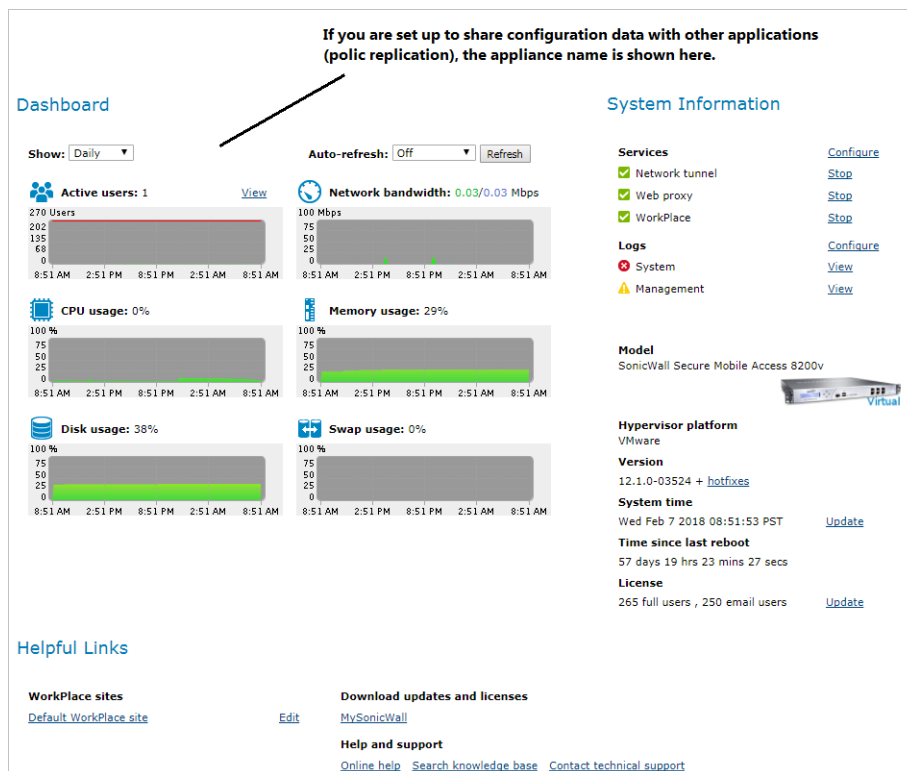 If you are set up to share configuration data with other applications
(polic replication), the appliance name is shown here.
Dashboard
Show: Daily
Auto-refresh: Off Refresh
Active users: 1 View
270 Users
202
135
68
0
8:51 AM 2:51 PM 8:51 PM 2:51 AM 8:51 AM
Network bandwidth: 0.03/0.03 Mbps
100 Mbps
75
50
25
0
8:51 AM 2:51 PM 8:51 PM 2:51 AM 8:51 AM
CPU usage: 0%
100 %
75
50
25
0
8:51 AM 2:51 PM 8:51 PM 2:51 AM 8:51 AM
Memory usage: 29%
100 %
75
50
25
0
8:51 AM 2:51 PM 8:51 PM 2:51 AM 8:51 AM
Disk usage: 38%
100 %
75
50
25
0
8:51 AM 2:51 PM 8:51 PM 2:51 AM 8:51 AM
Swap usage: 0%
100 %
75
50
25
0
8:51 AM 2:51 PM 8:51 PM 2:51 AM 8:51 AM
System Information
Services Configure
Network tunnel Stop
Web proxy Stop
WorkPlace Stop
Logs Configure
System View
Management View
Model
SonicWall Secure Mobile Access 8200v
Virtual
Hypervisor platform
VMware
Version
12.1.0-03524 + hotfixes
System time
Wed Feb 7 2018 08:51:53 PST Update
Time since last reboot
57 days 19 hrs 23 mins 27 secs
License
265 full users , 250 email users Update
Helpful Links
WorkPlace sites
Default WorkPlace site Edit
Download updates and licenses
MySonicWall
Help and support
Online help Search knowledge base Contact technical support